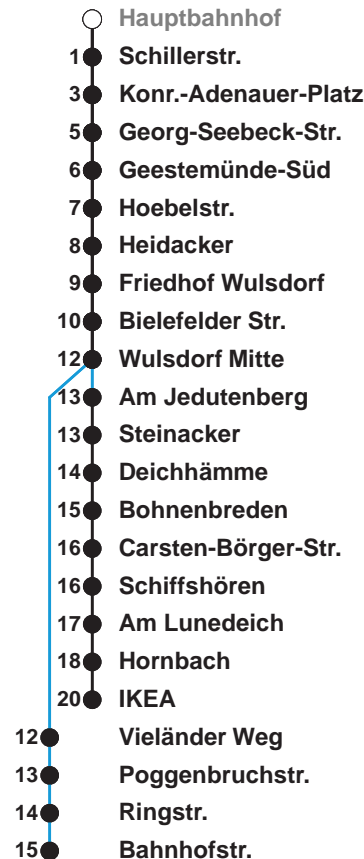 Hauptbahnhof
1 Schillerstr.
3 Konr.-Adenauer-Platz
5 Georg-Seebeck-Str.
6 Geestemünde-Süd
7 Hoebelstr.
8 Heidacker
9 Friedhof Wulsdorf
10 Bielefelder Str.
12 Wulsdorf Mitte
13 Am Jedutenberg
13 Steinacker
14 Deichhämme
15 Bohnenbreden
16 Carsten-Börger-Str.
16 Schiffshören
17 Am Lunedeich
18 Hornbach
20 IKEA
12 Vieländer Weg
13 Poggenbruchstr.
14 Ringstr.
15 Bahnhofstr.